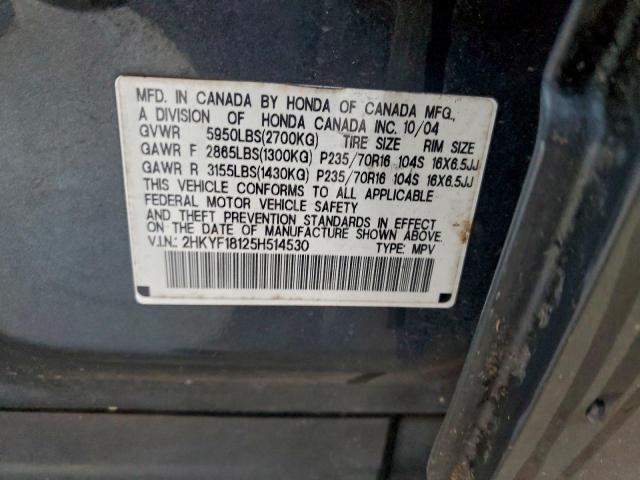 MFD. IN CANADA BY HONDA OF CANADA MFG.,
A DIVISION OF HONDA CANADA INC. 10/04
GVWR 5950LBS(2700KG) TIRE SIZE RIM SIZE
GAWR F 2865LBS(1300KG) P235/70R16 104S 16X6.5JJ
GAWR R 3155LBS(1430KG) P235/70R16 104S 16X6.5JJ
THIS VEHICLE CONFORMS TO ALL APPLICABLE
FEDERAL MOTOR VEHICLE SAFETY
AND THEFT PREVENTION STANDARDS IN EFFECT
ON THE DATE OF MANUFACTURE SHOWN ABOVE.
V.I.N.: 2HKYF18125H514530 TYPE: MPV